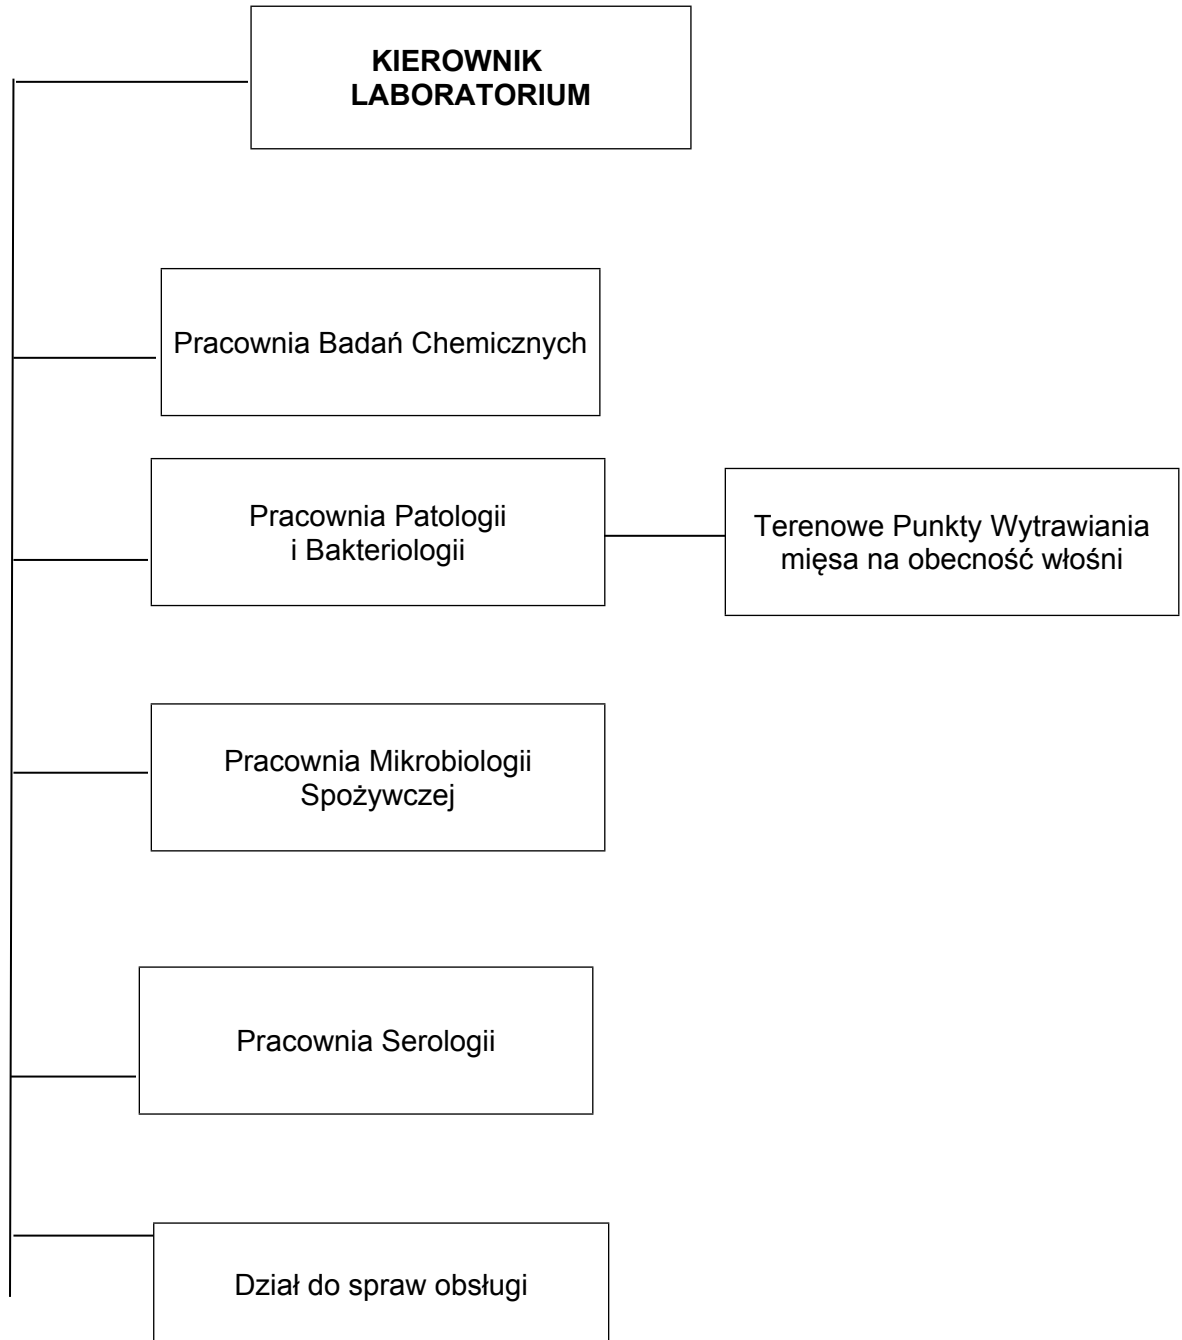 KIEROWNIK
LABORATORIUM
Pracownia Badań Chemicznych
Pracownia Patologii
i Bakteriologii
Terenowe Punkty Wytrawiania
mięsa na obecność włośni
Pracownia Mikrobiologii
Spożywczej
Pracownia Serologii
Dział do spraw obsługi